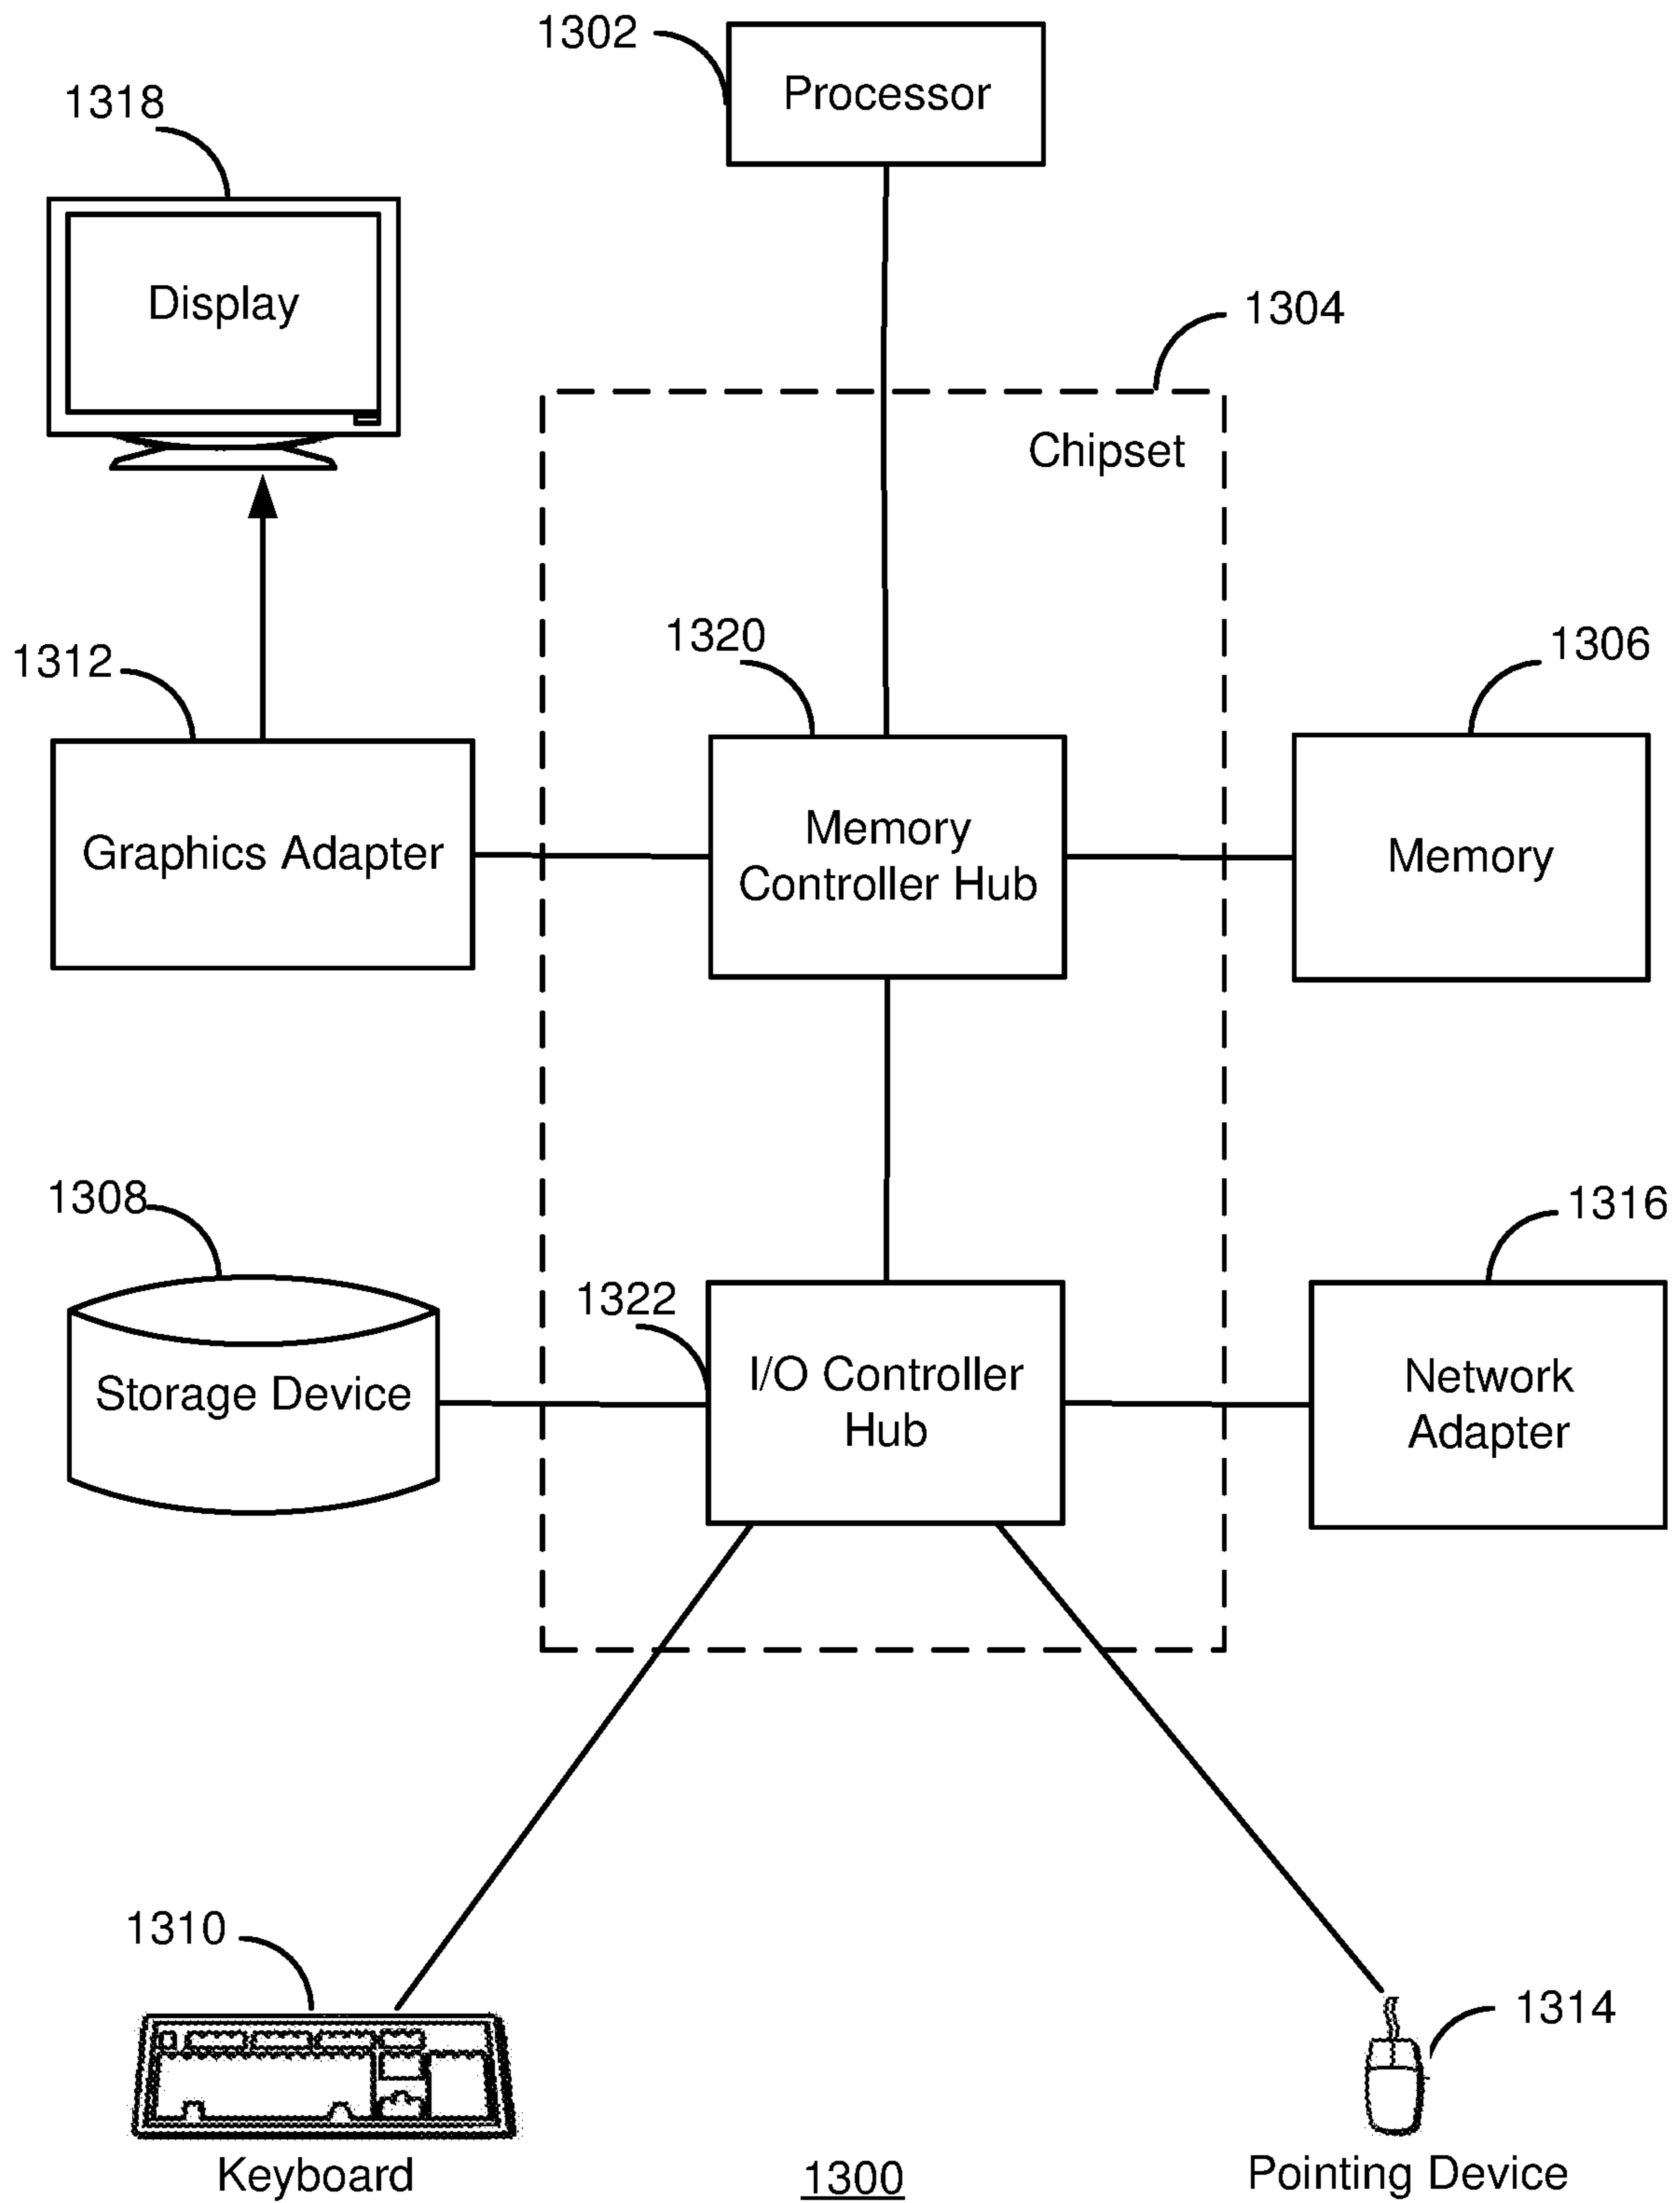 1302
Processor
1318
Display
1304
Chipset
1320
1306
1312
Memory
Controller Hub
Graphics Adapter
Memory
1308
1316
1322
Storage Device
I/O Controller
Hub
Network
Adapter
1310
1314
Keyboard
1300
Pointing Device